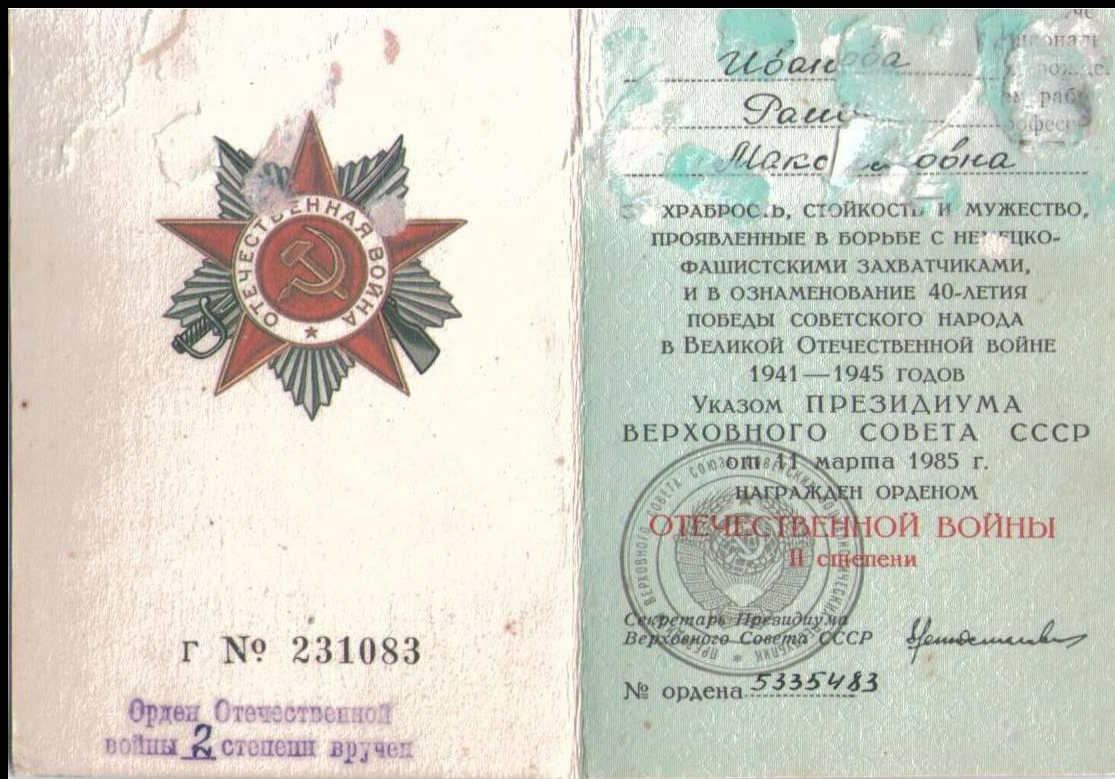 ОТЕЧЕСТВЕННАЯ ВОЙНА
Г № 231083
Орден Отечественной
войны 2 степени вручен
Иванова
ХРАБРОСТЬ, СТОЙКОСТЬ И МУЖЕСТВО,
ПРОЯВЛЕННЫЕ В БОРЬБЕ С НЕМЕЦКО-
ФАШИСТСКИМИ ЗАХВАТЧИКАМИ,
И В ОЗНАМЕНОВАНИЕ 40-ЛЕТИЯ
ПОБЕДЫ СОВЕТСКОГО НАРОДА
В ВЕЛИКОЙ ОТЕЧЕСТВЕННОЙ ВОЙНЕ
1941—1945 ГОДОВ
УКАЗОМ ПРЕЗИДИУМА
ВЕРХОВНОГО СОВЕТА СССР
от 11 марта 1985 г.
НАГРАЖДЕН ОРДЕНОМ
ОТЕЧЕСТВЕННОЙ ВОЙНЫ
II степени
Секретарь Президиума
Верховного Совета СССР
№ ордена 5335483